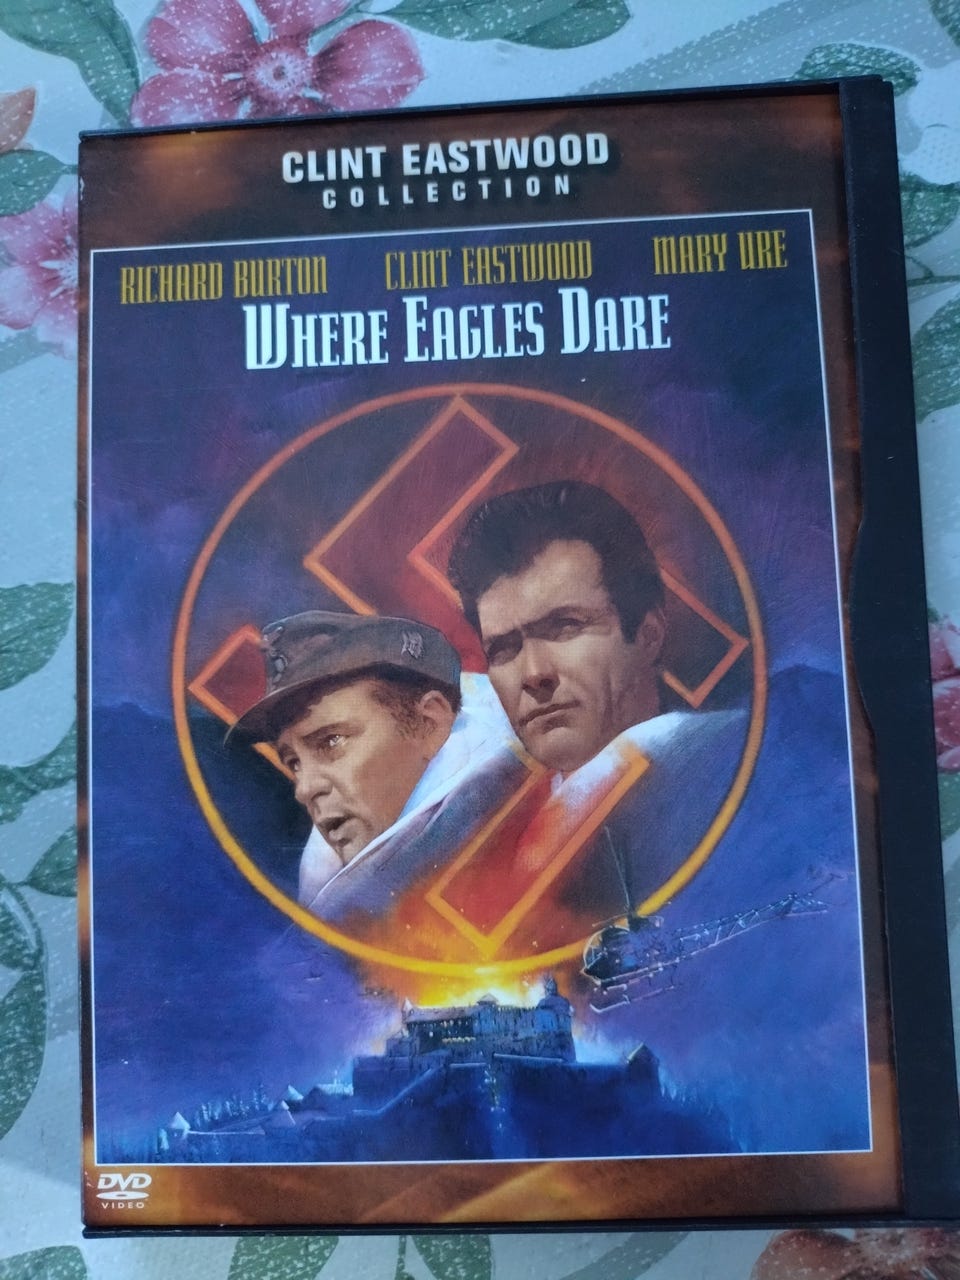 CLINT EASTWOOD
COLLECTION
RICHARD BURTON CLINT EASTWOOD MARY URE
WHERE EAGLES DARE
DVD
VIDEO